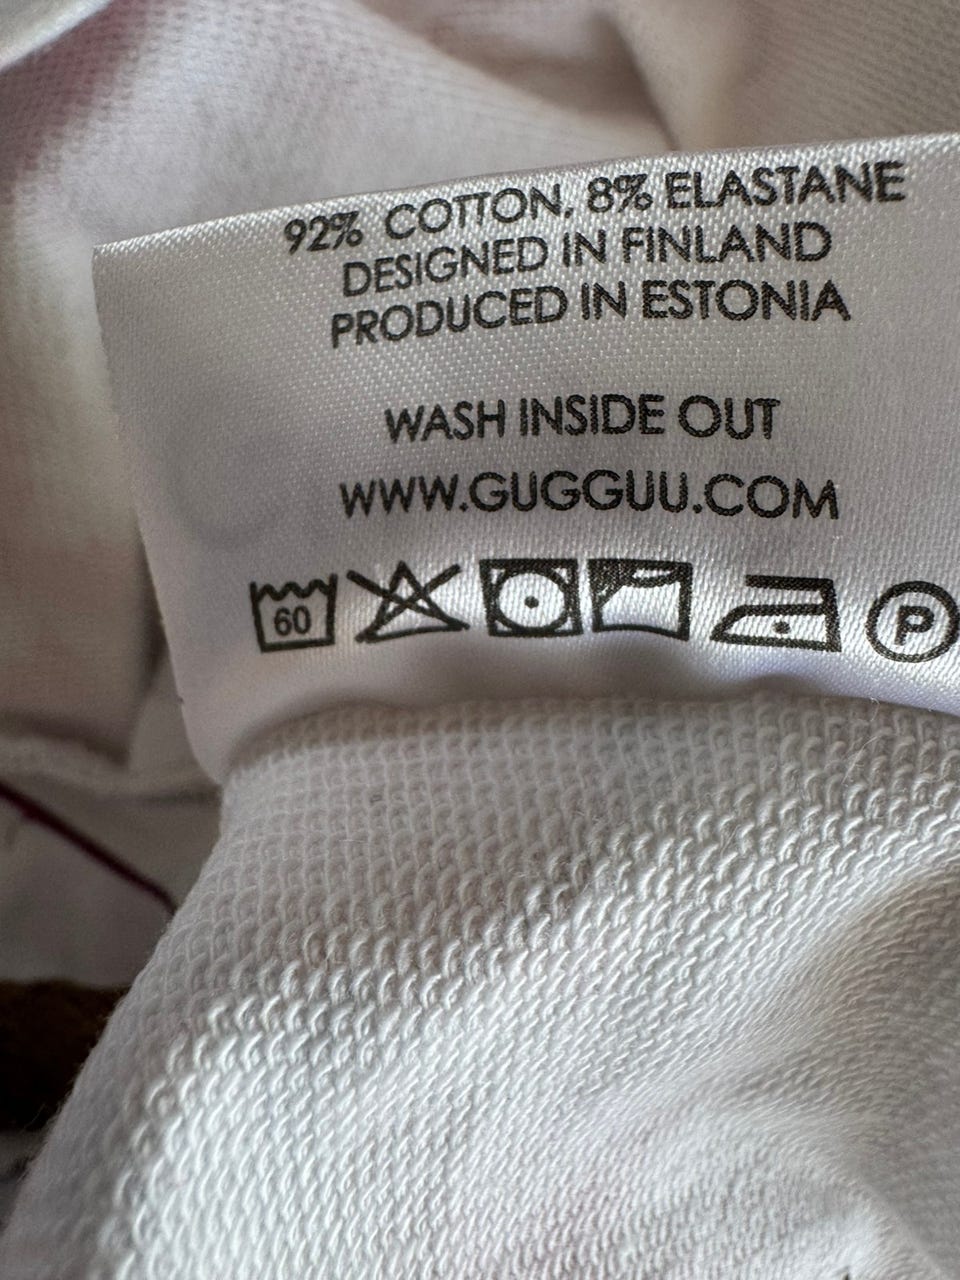 92% COTTON, 8% ELASTANE
DESIGNED IN FINLAND
PRODUCED IN ESTONIA
WASH INSIDE OUT
WWW.GUGGUU.COM
60 P